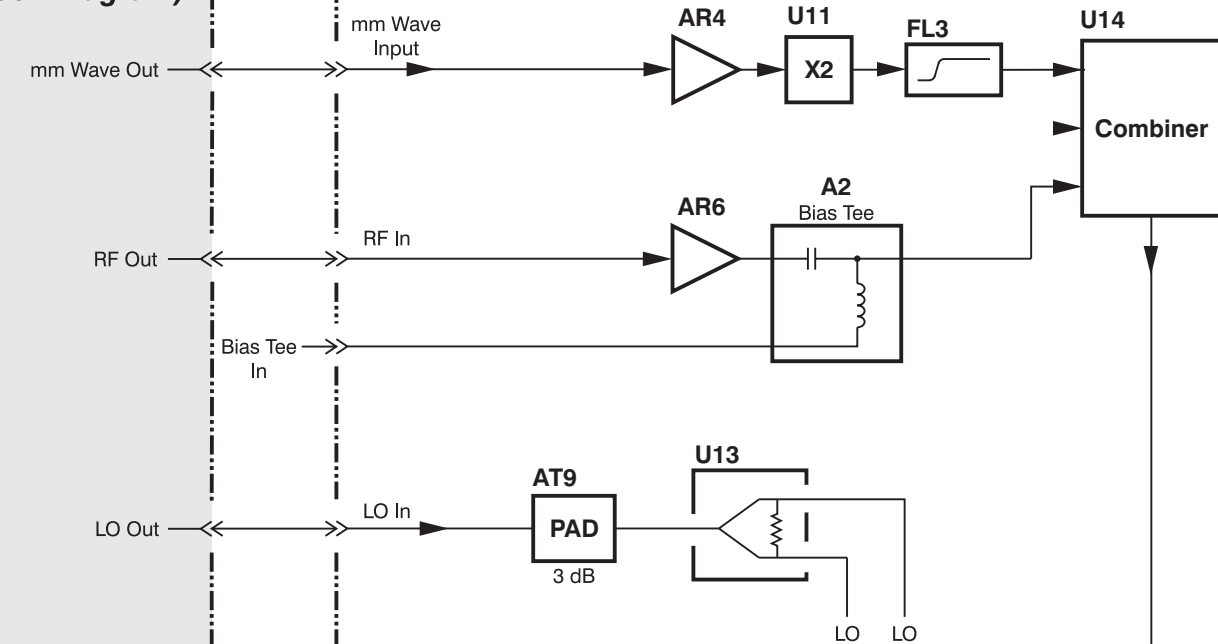 mm Wave
Input
AR4
U11
FL3
U14
mm Wave Out
X2
Combiner
A2
Bias Tee
AR6
RF Out
RF In
Bias Tee
In
U13
AT9
LO Out
LO In
PAD
3 dB
LO
LO